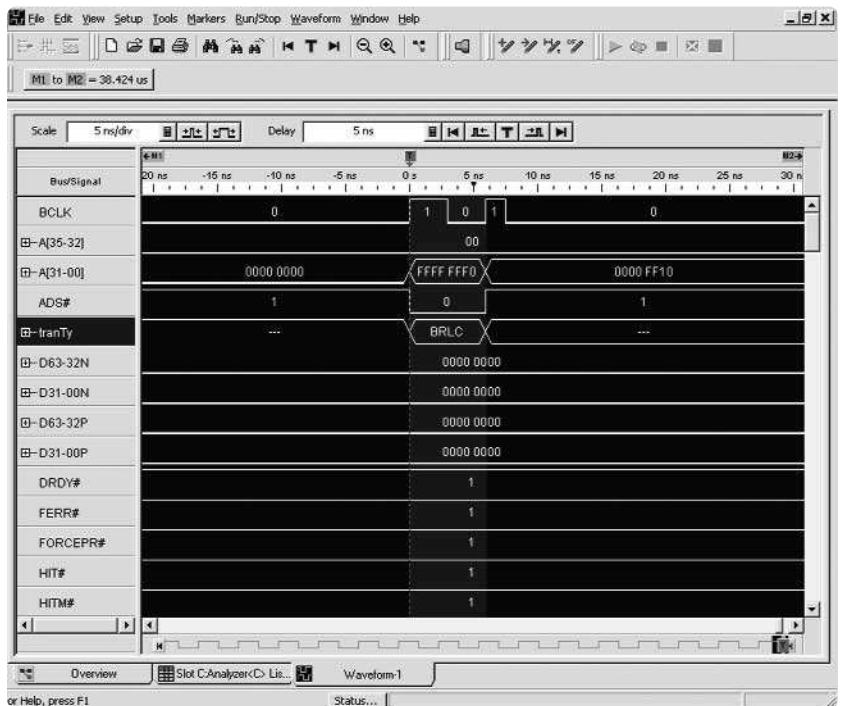 File Edit View Setup Tools Markers Run/Stop Waveform Window Help
M1 to M2 = 38.424 us
Scale 5 ns/div Delay 5 ns
M1 M2
Bus/Signal 20 ns -15 ns -10 ns -5 ns 0 s 5 ns 10 ns 15 ns 20 ns 25 ns 30 n
BCLK 0 1 0 1 0
A[35-32] 00
A[31-00] 0000 0000 FFFF FFF0 0000 FF10
ADS# 1 0 1
tranTy --- BRLC ---
D63-32N 0000 0000
D31-00N 0000 0000
D63-32P 0000 0000
D31-00P 0000 0000
DRDY# 1
FERR# 1
FORCEPR# 1
HIT# 1
HITM# 1
Overview Slot C:Analyzer<C> Lis... Waveform-1
or Help, press F1 Status...